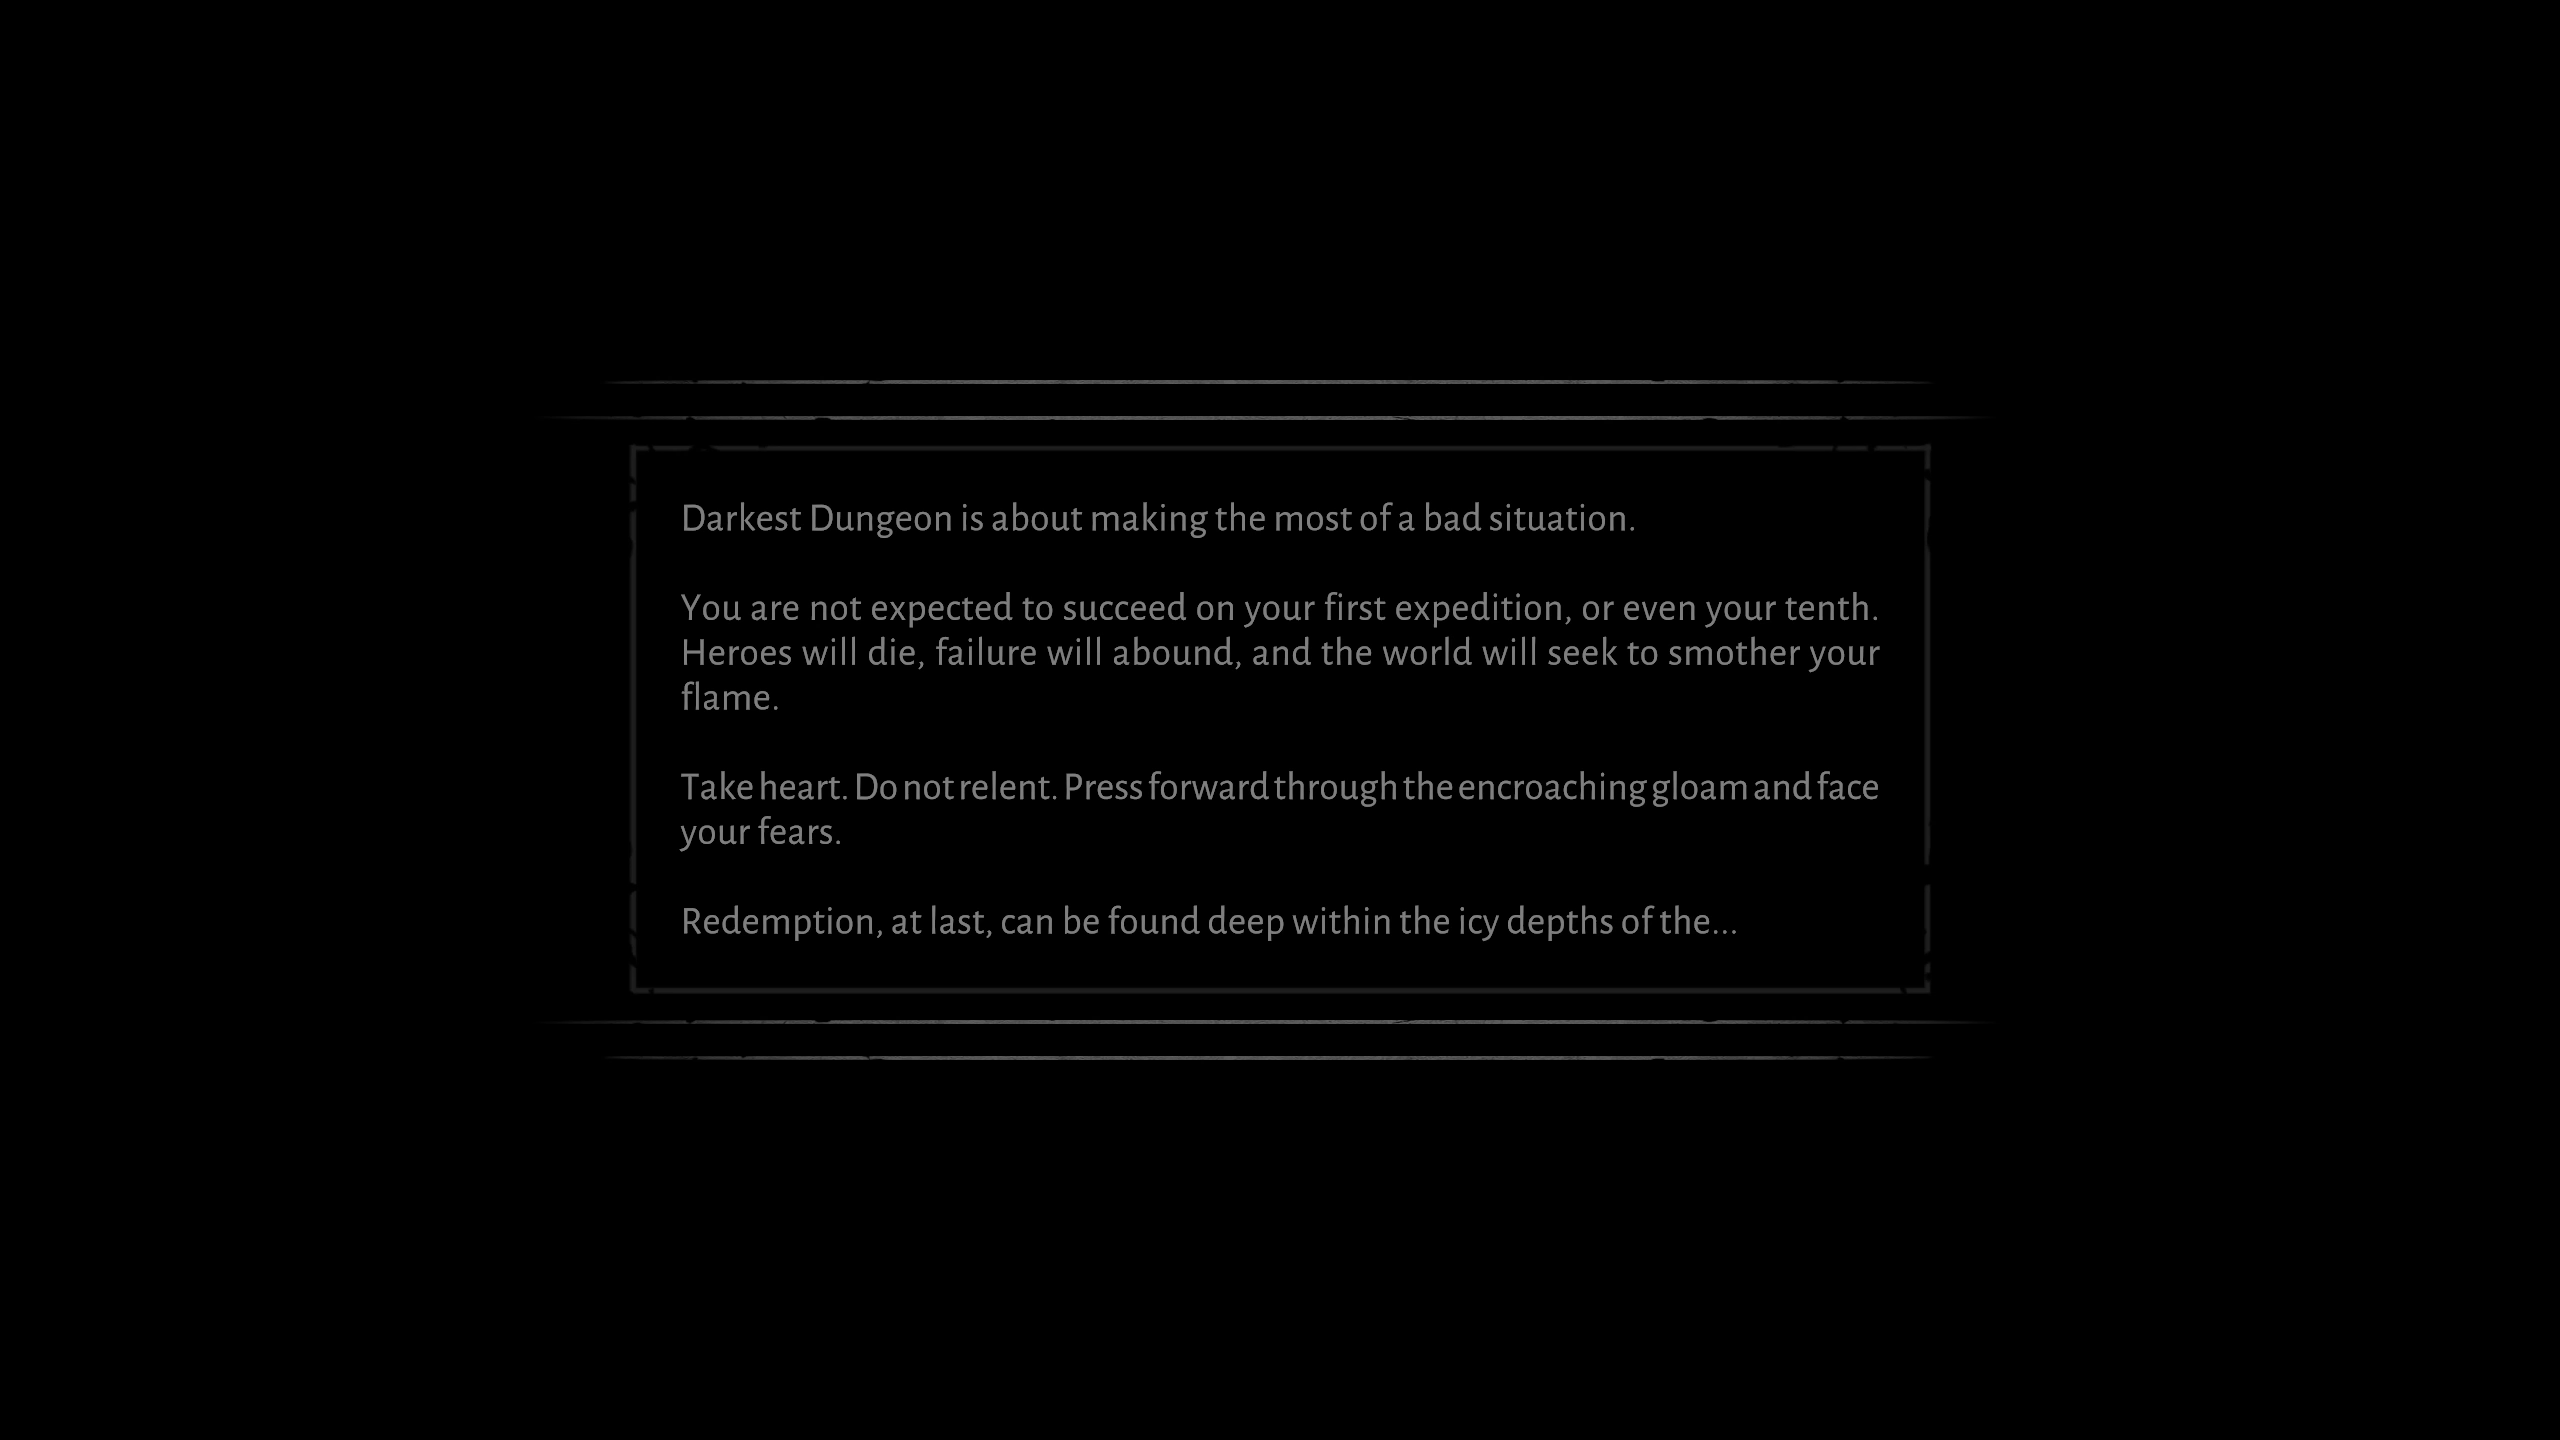 Darkest Dungeon is about making the most of a bad situation.
You are not expected to succeed on your first expedition, or even your tenth.
Heroes will die, failure will abound, and the world will seek to smother your
flame.
Take heart. Do not relent. Press forward through the encroaching gloam and face
your fears.
Redemption, at last, can be found deep within the icy depths of the...